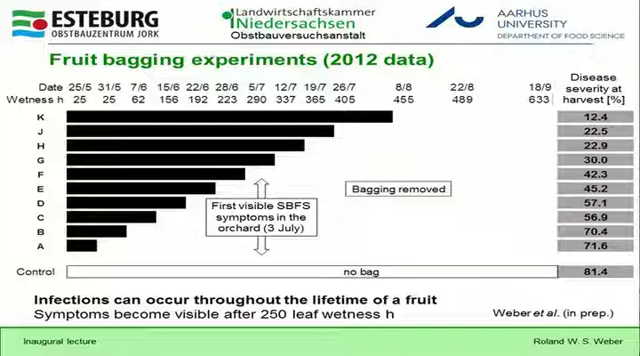 ESTEBURG
OBSTBAUZENTRUM JORK
Landwirtschaftskammer
Niedersachsen
Obstbauversuchsanstalt
AARHUS
UNIVERSITY
DEPARTMENT OF FOOD SCIENCE
Fruit bagging experiments (2012 data)
Disease
severity at
harvest [%]
Date 25/5 31/5 7/6 15/6 22/6 28/6 5/7 12/7 19/7 26/7 8/8 22/8 18/9
Wetness h 25 25 62 156 192 223 290 337 365 405 455 489 633
K 12.4
J 22.5
H 22.9
G 30.0
F 42.3
E 45.2
D 57.1
C 56.9
B 70.4
A 71.6
Bagging removed
First visible SBFS
symptoms in the
orchard (3 July)
Control no bag 81.4
Infections can occur throughout the lifetime of a fruit
Symptoms become visible after 250 leaf wetness h
Weber et al. (in prep.)
Inaugural lecture
Roland W. S. Weber